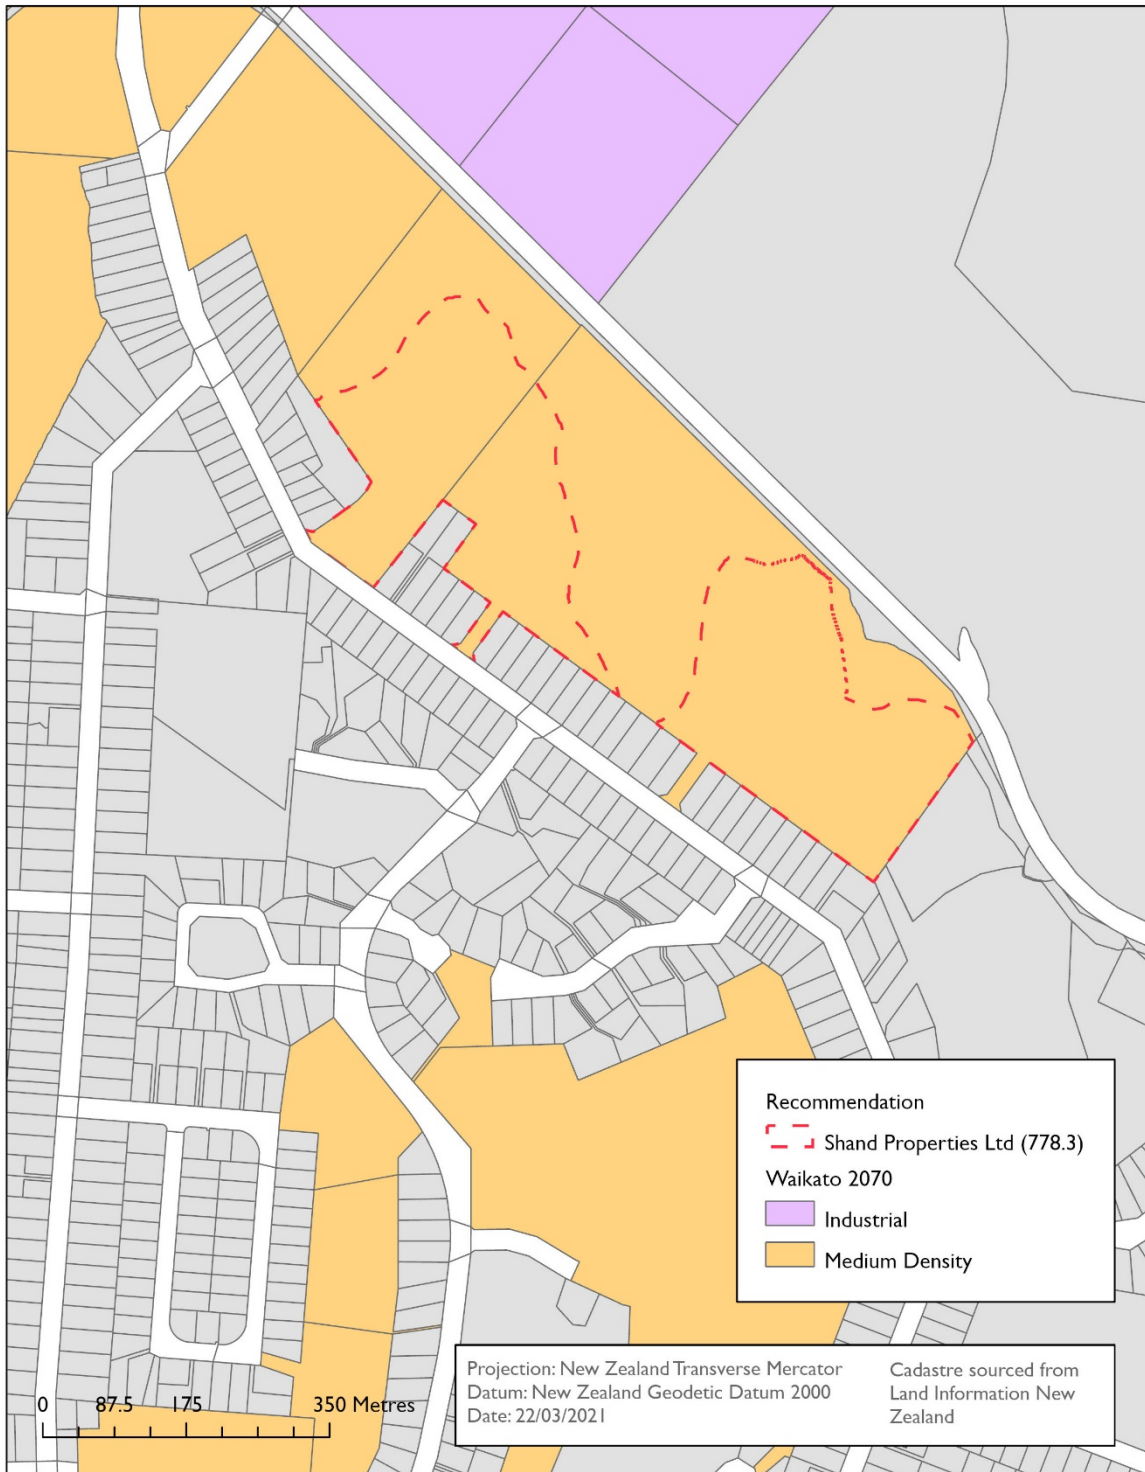 Recommendation
Shand Properties Ltd (778.3)
Waikato 2070
Industrial
Medium Density
Projection: New Zealand Transverse Mercator
Datum: New Zealand Geodetic Datum 2000
Date: 22/03/2021
Cadastre sourced from
Land Information New
Zealand
0 87.5 175 350 Metres